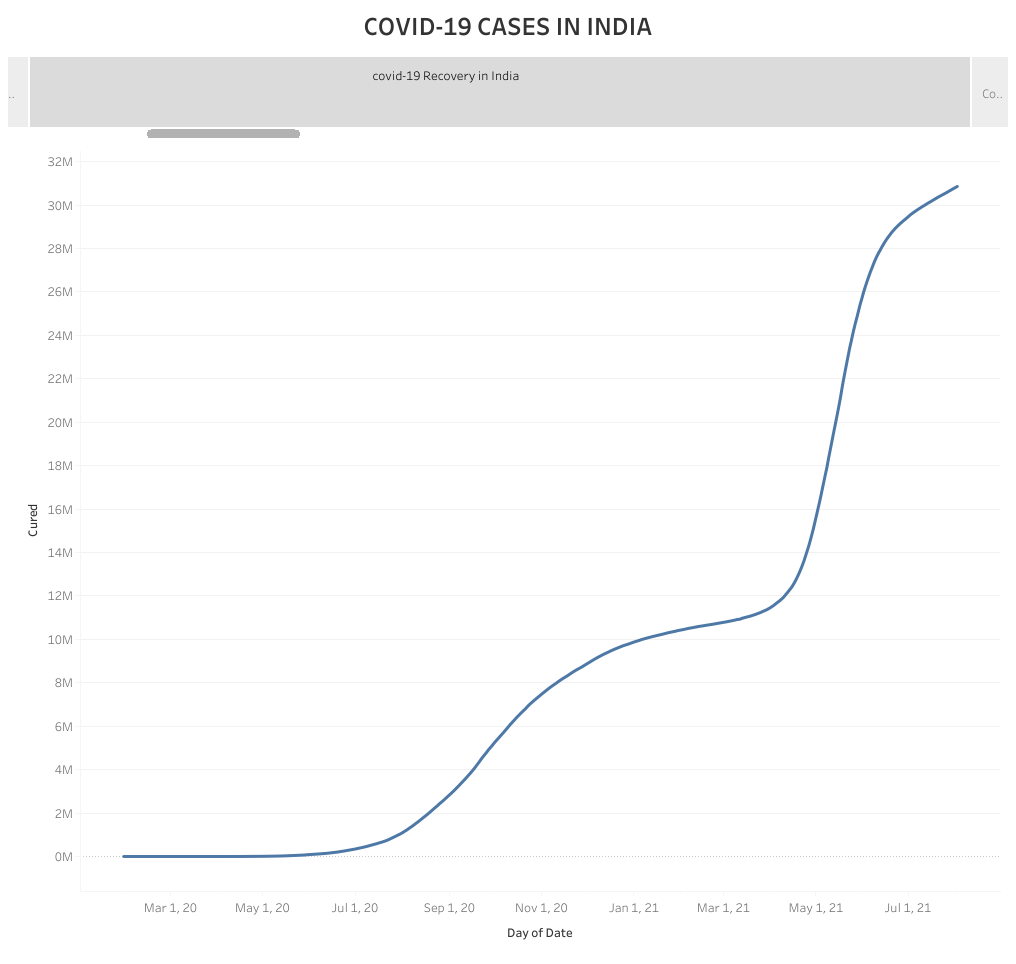 COVID-19 CASES IN INDIA
..
covid-19 Recovery in India
Co..
32M
30M
28M
26M
24M
22M
20M
18M
16M
14M
12M
10M
8M
6M
4M
2M
0M
Cured
Mar 1, 20 May 1, 20 Jul 1, 20 Sep 1, 20 Nov 1, 20 Jan 1, 21 Mar 1, 21 May 1, 21 Jul 1, 21
Day of Date